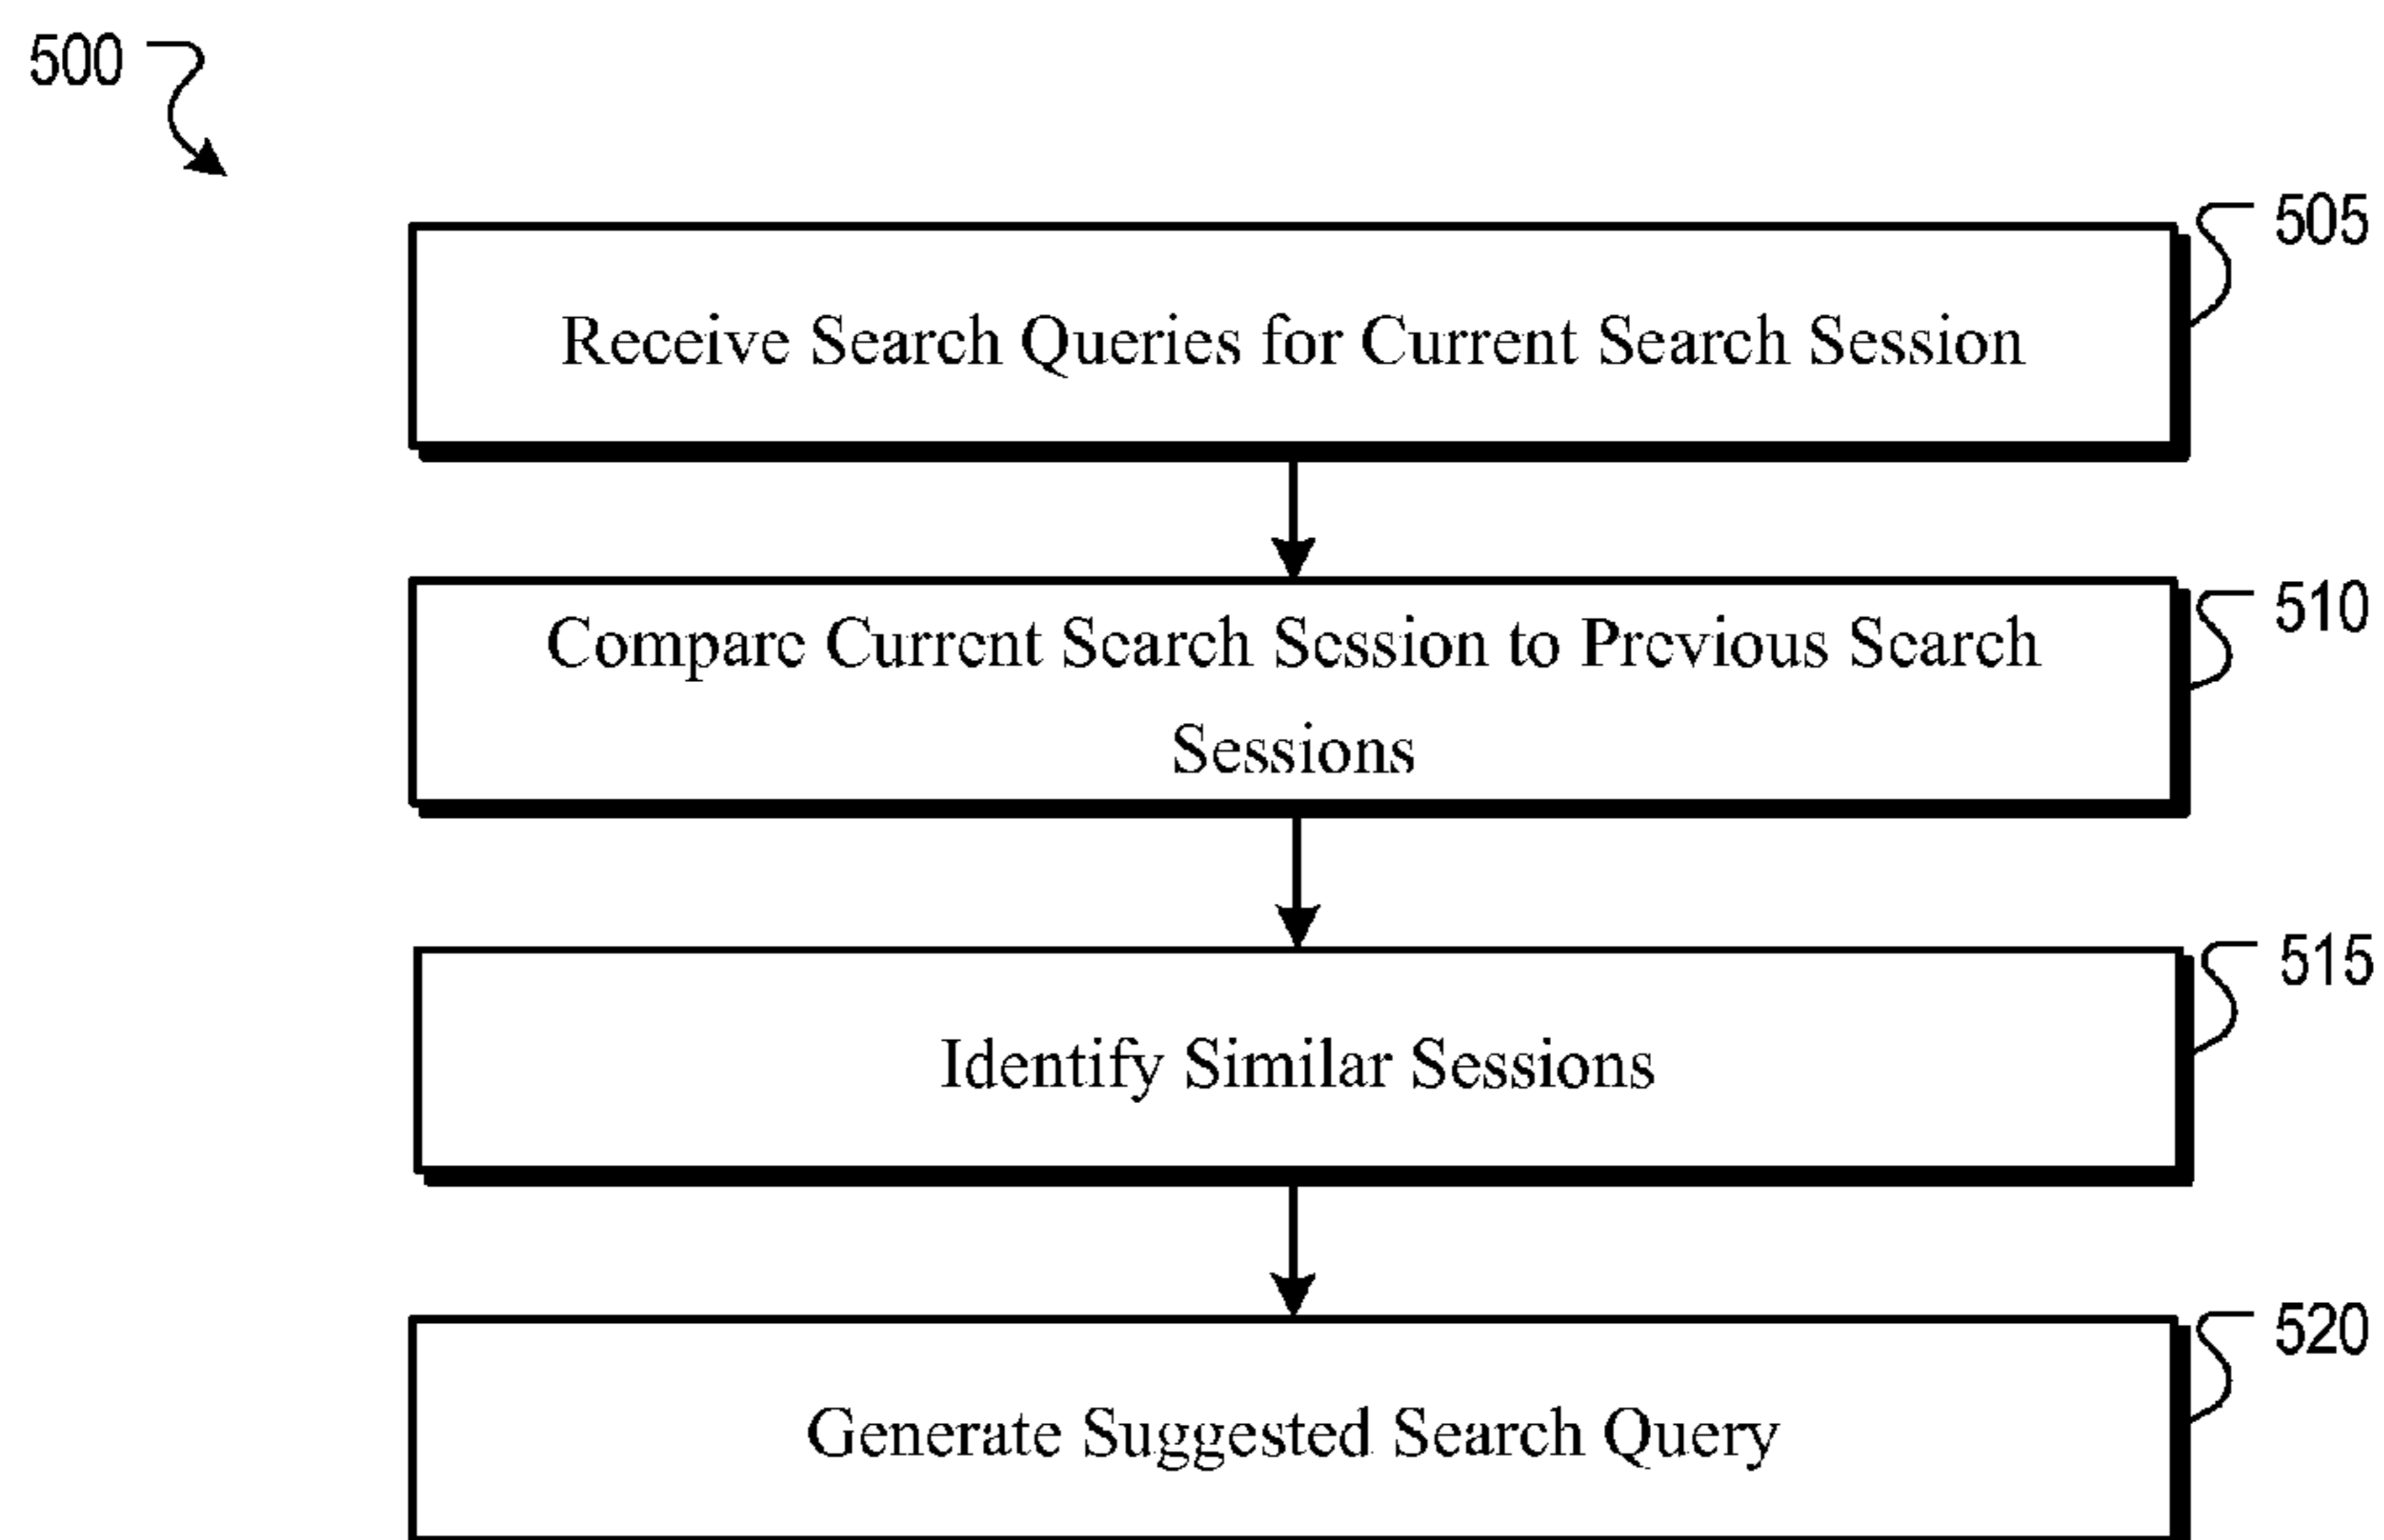 500
505
Receive Search Queries for Current Search Session
510
Compare Current Search Session to Previous Search
Sessions
515
Identify Similar Sessions
520
Generate Suggested Search Query